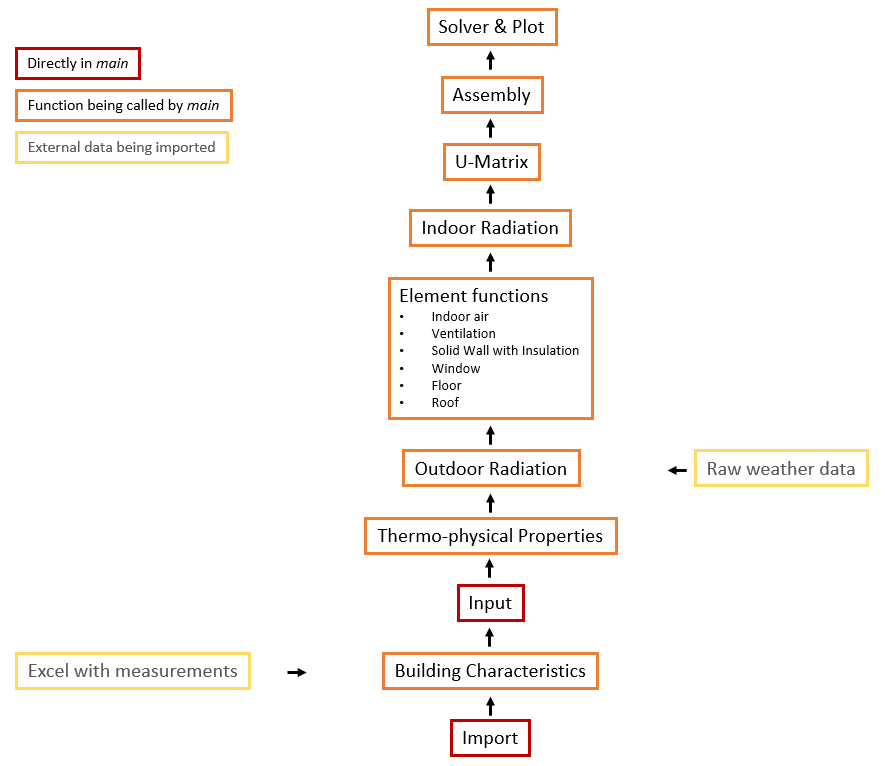 Solver & Plot
Directly in main
Function being called by main
External data being imported
Assembly
U-Matrix
Indoor Radiation
Element functions
• Indoor air
• Ventilation
• Solid Wall with Insulation
• Window
• Floor
• Roof
Outdoor Radiation
Raw weather data
Thermo-physical Properties
Input
Excel with measurements
Building Characteristics
Import